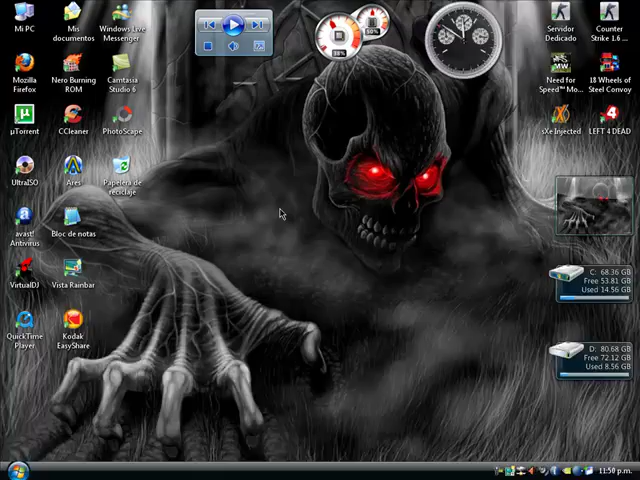 Mi PC
Mis
documentos
Windows Live
Messenger
Servidor
Dedicado
Counter
Strike 1.6 ...
Mozilla
Firefox
Nero Burning
ROM
Camtasia
Studio 6
Need for
Speed™ Mo...
18 Wheels of
Steel Convoy
µTorrent
CCleaner
PhotoScape
sXe Injected
LEFT 4 DEAD
UltraISO
Ares
Papelera de
reciclaje
avast!
Antivirus
Bloc de notas
VirtualDJ
Vista Rainbar
QuickTime
Player
Kodak
EasyShare
38%
50%
C: 68.36 GB
Free 53.81 GB
Used 14.56 GB
D: 80.68 GB
Free 72.12 GB
Used 8.56 GB
11:50 p.m.